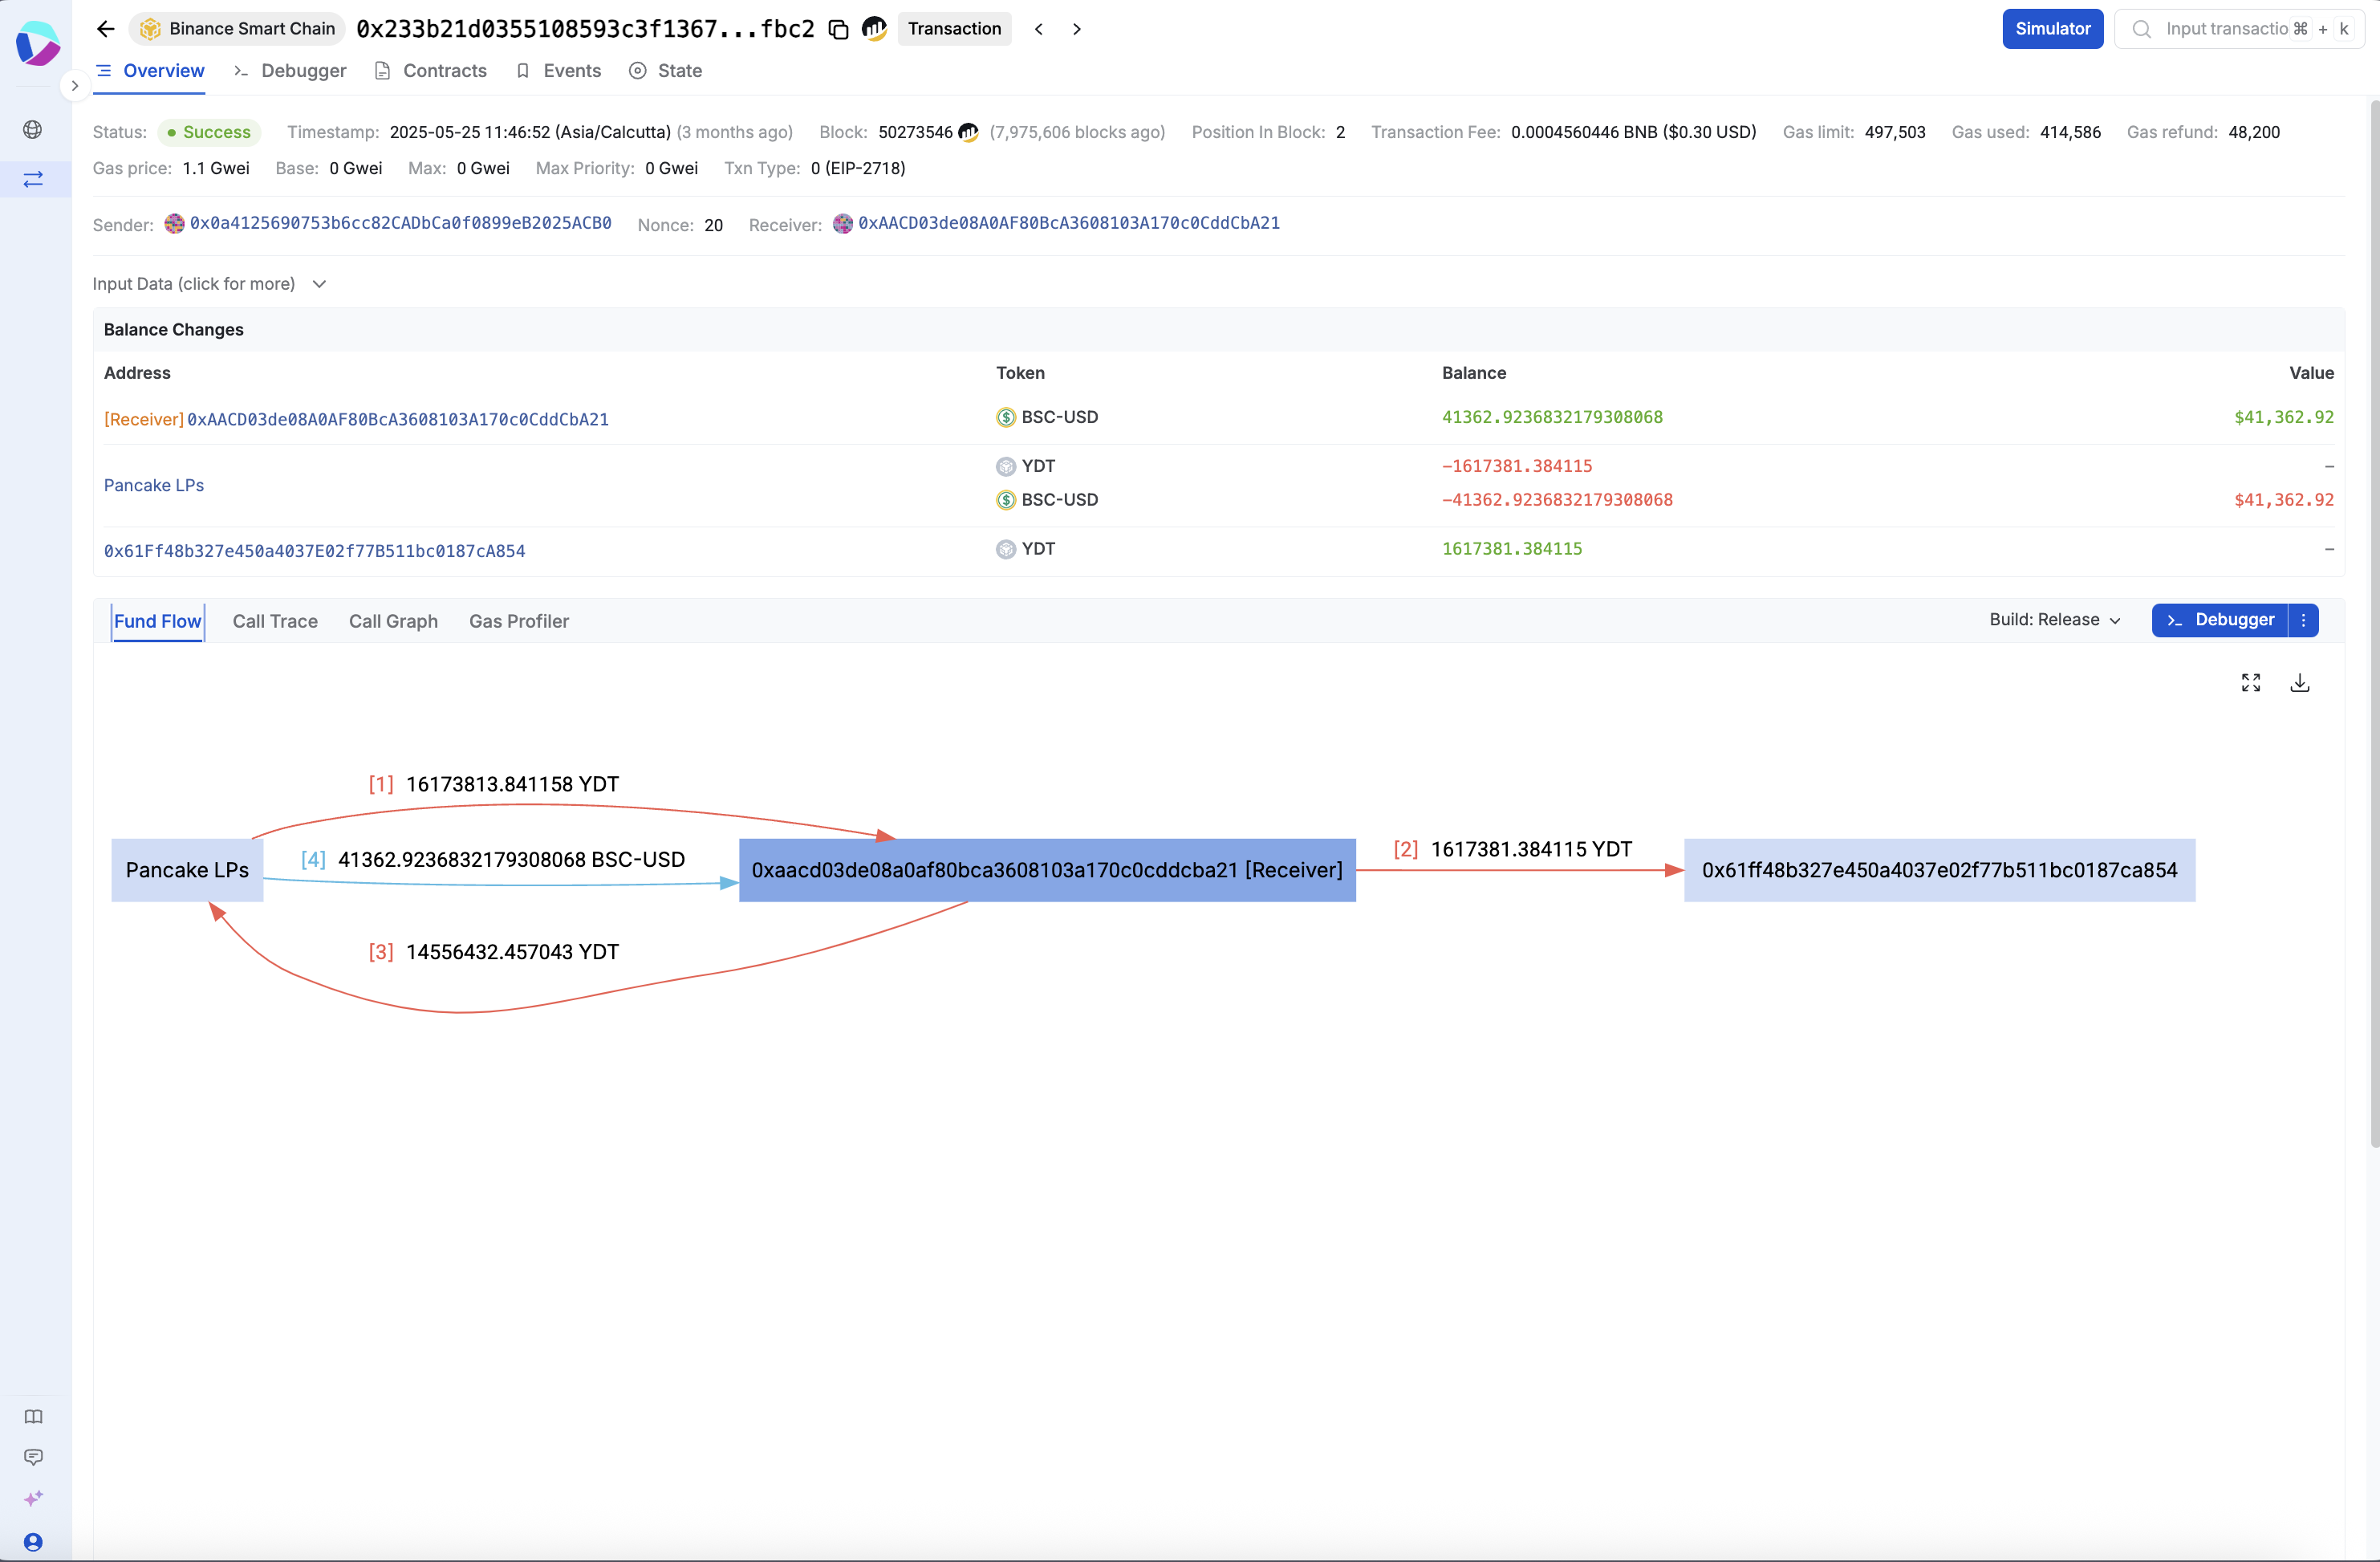 Binance Smart Chain 0x233b21d0355108593c3f1367...fbc2 Transaction Simulator Input transactio ⌘ + k
Overview Debugger Contracts Events State
Status: Success Timestamp: 2025-05-25 11:46:52 (Asia/Calcutta) (3 months ago) Block: 50273546 (7,975,606 blocks ago) Position In Block: 2 Transaction Fee: 0.0004560446 BNB ($0.30 USD) Gas limit: 497,503 Gas used: 414,586 Gas refund: 48,200
Gas price: 1.1 Gwei Base: 0 Gwei Max: 0 Gwei Max Priority: 0 Gwei Txn Type: 0 (EIP-2718)
Sender: 0x0a4125690753b6cc82CADbCa0f0899eB2025ACB0 Nonce: 20 Receiver: 0xAACD03de08A0AF80BcA3608103A170c0CddCbA21
Input Data (click for more)
Balance Changes
Address Token Balance Value
[Receiver] 0xAACD03de08A0AF80BcA3608103A170c0CddCbA21 BSC-USD 41362.9236832179308068 $41,362.92
YDT -1617381.384115 -
Pancake LPs
BSC-USD -41362.9236832179308068 $41,362.92
0x61Ff48b327e450a4037E02f77B511bc0187cA854 YDT 1617381.384115 -
Fund Flow Call Trace Call Graph Gas Profiler Build: Release Debugger
[1] 16173813.841158 YDT
[2] 1617381.384115 YDT
[4] 41362.9236832179308068 BSC-USD
Pancake LPs 0xaacd03de08a0af80bca3608103a170c0cddcba21 [Receiver] 0x61ff48b327e450a4037e02f77b511bc0187ca854
[3] 14556432.457043 YDT